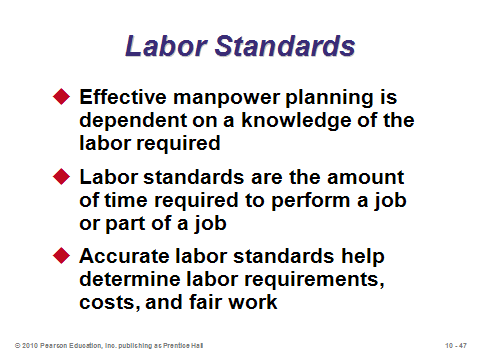 Labor Standards
Effective manpower planning is
dependent on a knowledge of the
labor required
Labor standards are the amount
of time required to perform a job
or part of a job
Accurate labor standards help
determine labor requirements,
costs, and fair work
© 2010 Pearson Education, Inc. publishing as Prentice Hall
10 - 47